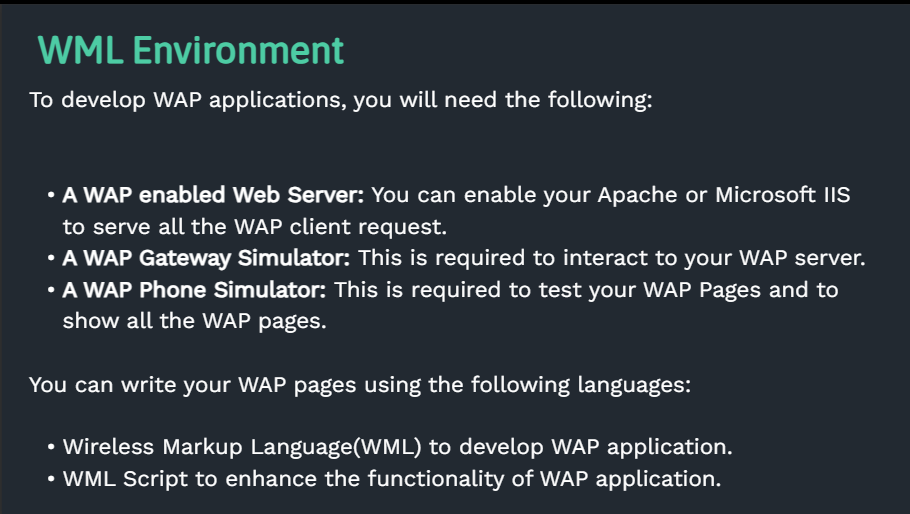 WML Environment
To develop WAP applications, you will need the following:
• A WAP enabled Web Server: You can enable your Apache or Microsoft IIS
to serve all the WAP client request.
• A WAP Gateway Simulator: This is required to interact to your WAP server.
• A WAP Phone Simulator: This is required to test your WAP Pages and to
show all the WAP pages.
You can write your WAP pages using the following languages:
• Wireless Markup Language(WML) to develop WAP application.
• WML Script to enhance the functionality of WAP application.